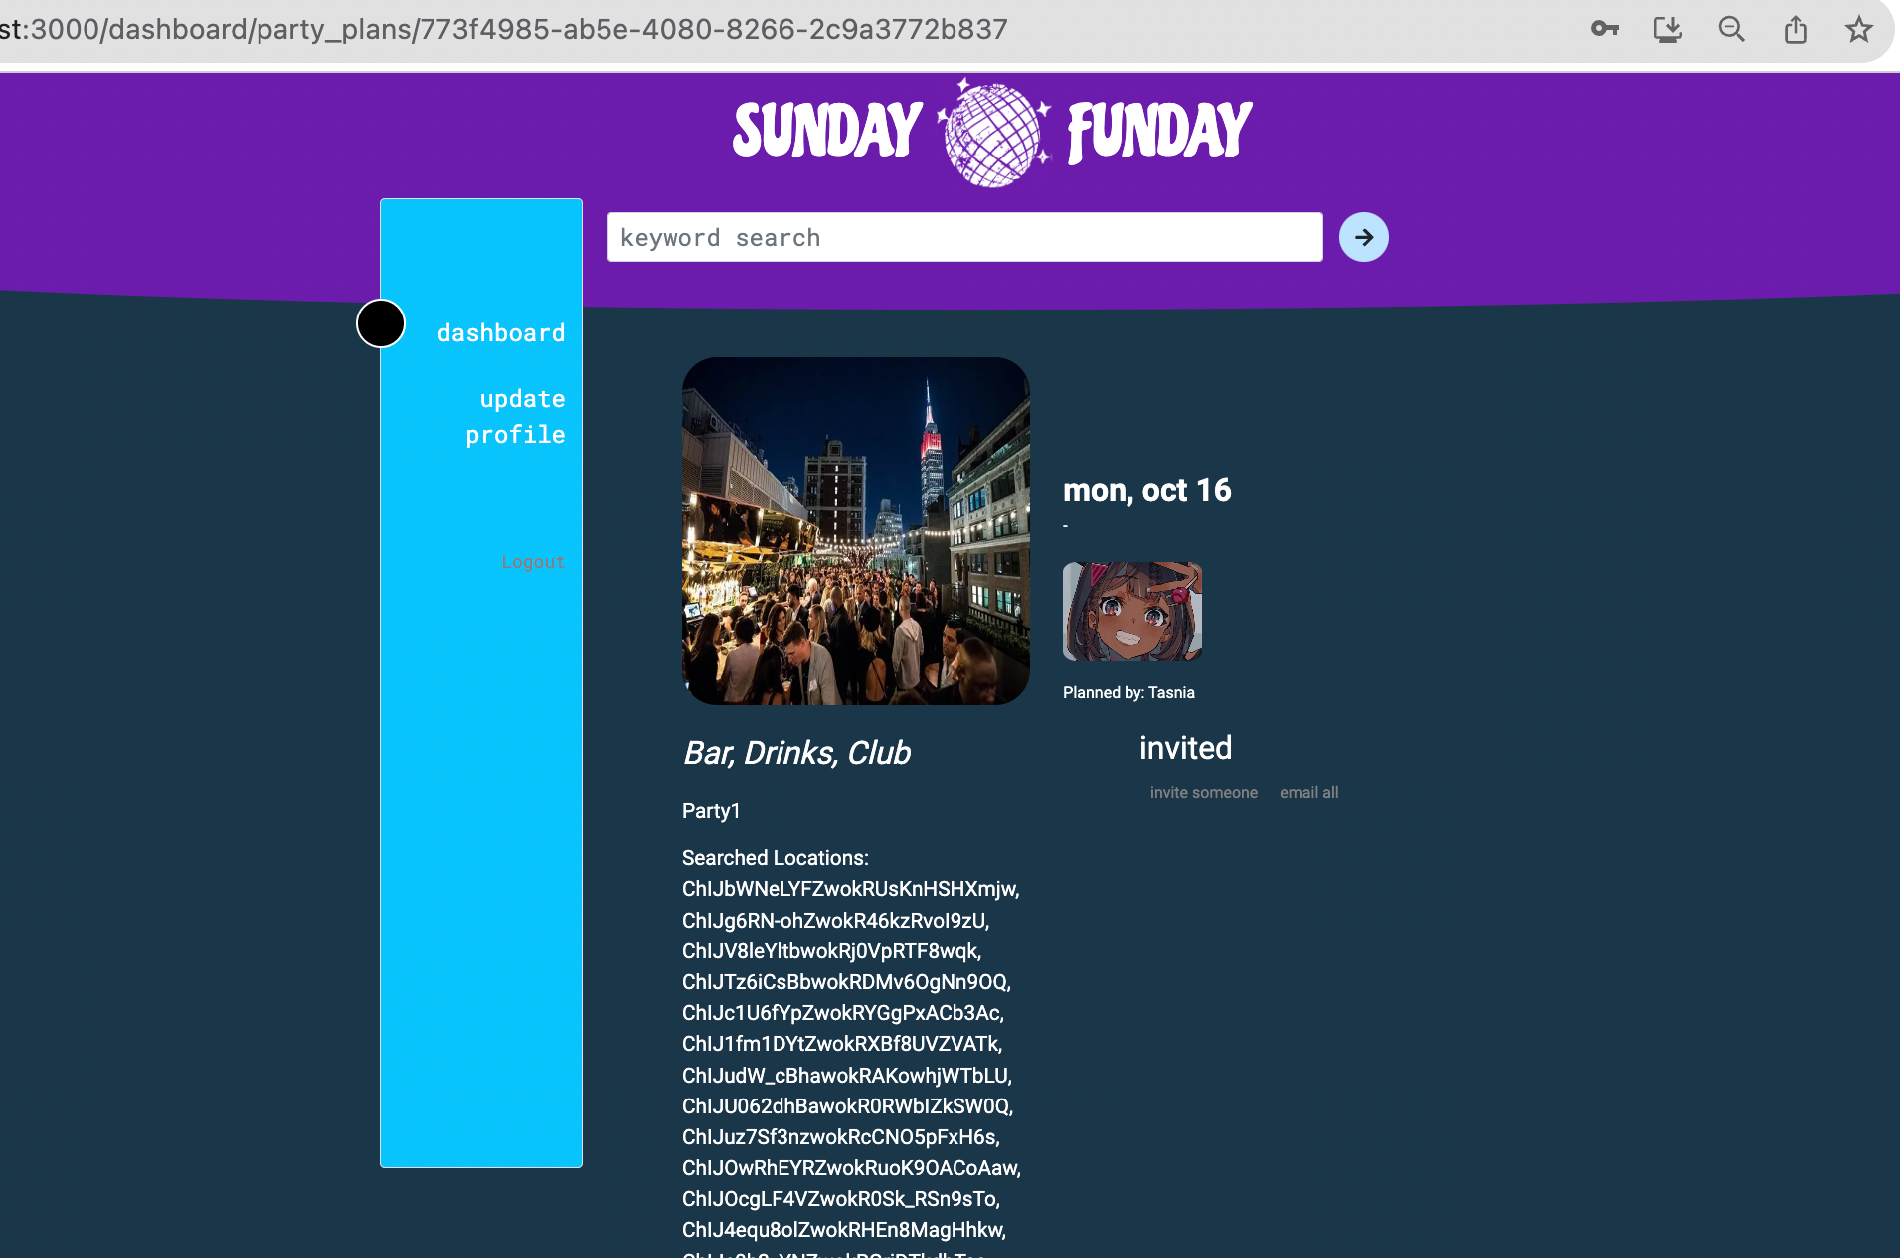 st:3000/dashboard/party_plans/773f4985-ab5e-4080-8266-2c9a3772b837
SUNDAY FUNDAY
keyword search
dashboard
update
profile
Logout
mon, oct 16
-
Planned by: Tasnia
Bar, Drinks, Club
invited
invite someone email all
Party1
Searched Locations:
ChIJbWNeLYFZwokRUsKnHSHXmjw,
ChIJg6RN-ohZwokR46kzRvoI9zU,
ChIJV8leYltbwokRj0VpRTF8wqk,
ChIJTz6iCsBbwokRDMv6OgNn9OQ,
ChIJc1U6fYpZwokRYGgPxACb3Ac,
ChIJ1fm1DYtZwokRXBf8UVZVATk,
ChIJudW_cBhawokRAKowhjWTbLU,
ChIJU062dhBawokR0RWbIZkSW0Q,
ChIJuz7Sf3nzwokRcCNO5pFxH6s,
ChIJOwRhEYRZwokRuoK9OACoAaw,
ChIJOcgLF4VZwokR0Sk_RSn9sTo,
ChIJ4equ8olZwokRHEn8MagHhkw,